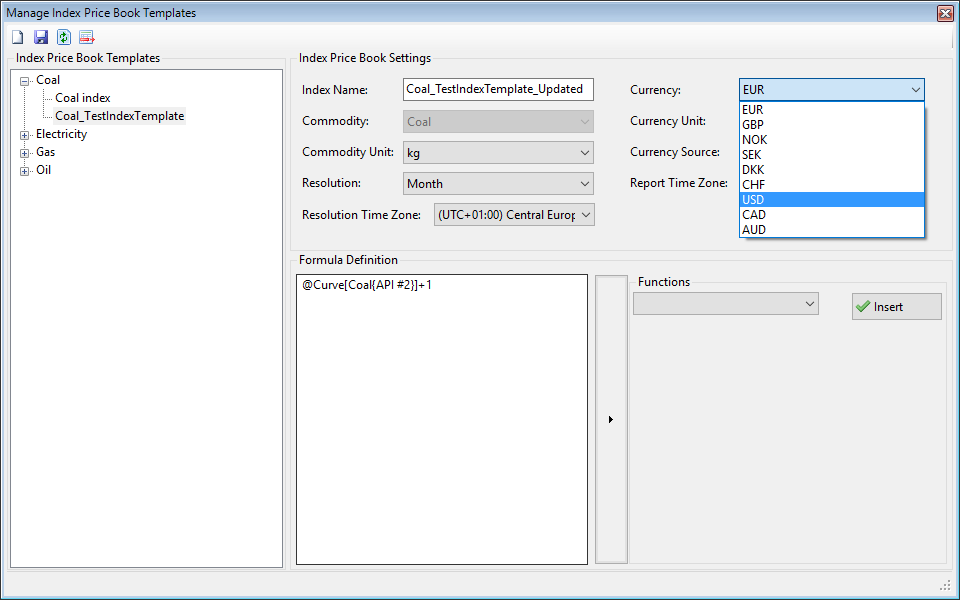 Manage Index Price Book Templates
Index Price Book Templates
Coal
Coal index
Coal_TestIndexTemplate
Electricity
Gas
Oil
Index Price Book Settings
Index Name: Coal_TestIndexTemplate_Updated
Commodity: Coal
Commodity Unit: kg
Resolution: Month
Resolution Time Zone: (UTC+01:00) Central Europ
Currency: EUR
Currency Unit:
Currency Source:
Report Time Zone:
EUR
GBP
NOK
SEK
DKK
CHF
USD
CAD
AUD
Formula Definition
@Curve[Coal{API #2}]+1
Functions
Insert